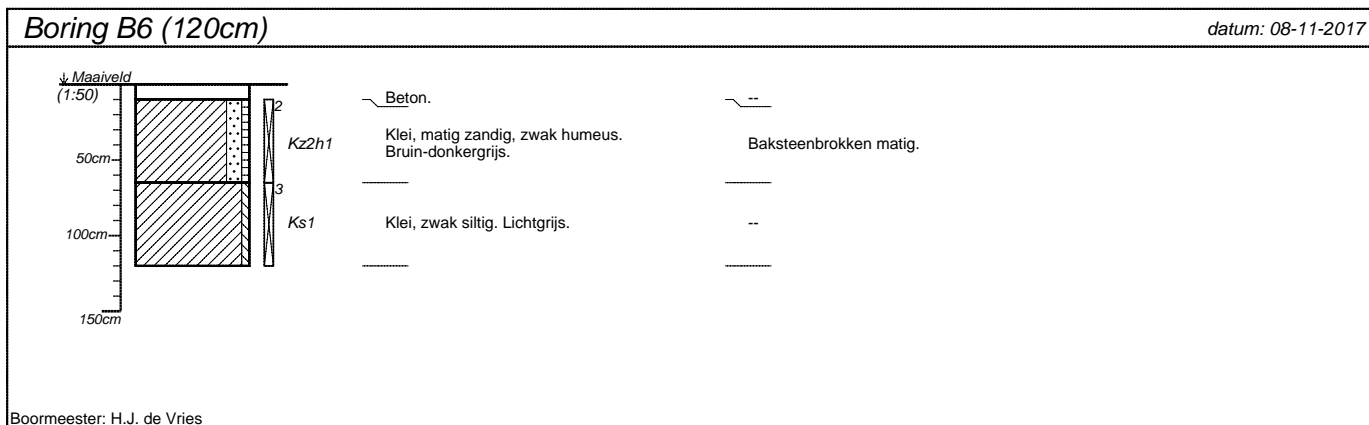 Boring B6 (120cm)
datum: 08-11-2017
Maaiveld
(1:50)
Beton.
--
2
Kz2h1
Klei, matig zandig, zwak humeus.
Bruin-donkergrijs.
Baksteenbrokken matig.
50cm
3
Ks1
Klei, zwak siltig. Lichtgrijs.
--
100cm
150cm
Boormeester: H.J. de Vries